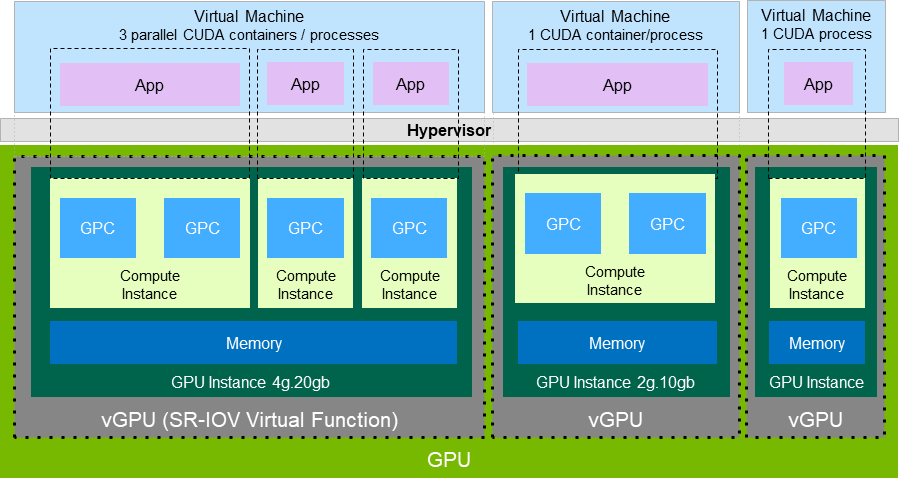 Virtual Machine
3 parallel CUDA containers / processes
Virtual Machine
1 CUDA container/process
Virtual Machine
1 CUDA process
App
App
App
App
App
Hypervisor
GPC
GPC
GPC
GPC
GPC
GPC
GPC
Compute
Instance
Compute
Instance
Compute
Instance
Compute
Instance
Compute
Instance
Memory
Memory
Memory
GPU Instance 4g.20gb
GPU Instance 2g.10gb
GPU Instance
vGPU (SR-IOV Virtual Function)
vGPU
vGPU
GPU